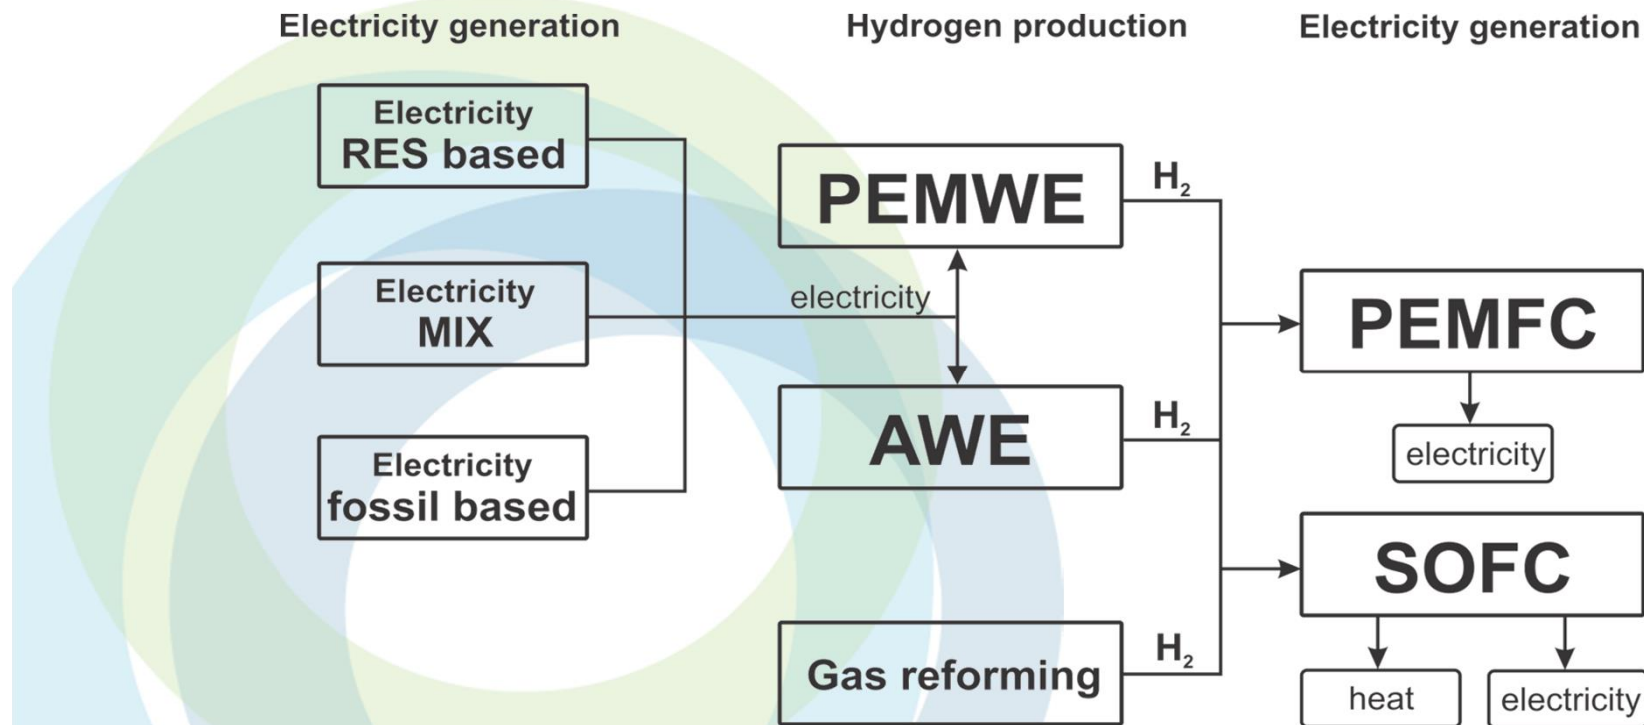 Electricity generation
Hydrogen production
Electricity generation
Electricity
RES based
Electricity
MIX
Electricity
fossil based
electricity
PEMWE
H₂
AWE
H₂
Gas reforming
H₂
PEMFC
electricity
SOFC
heat
electricity